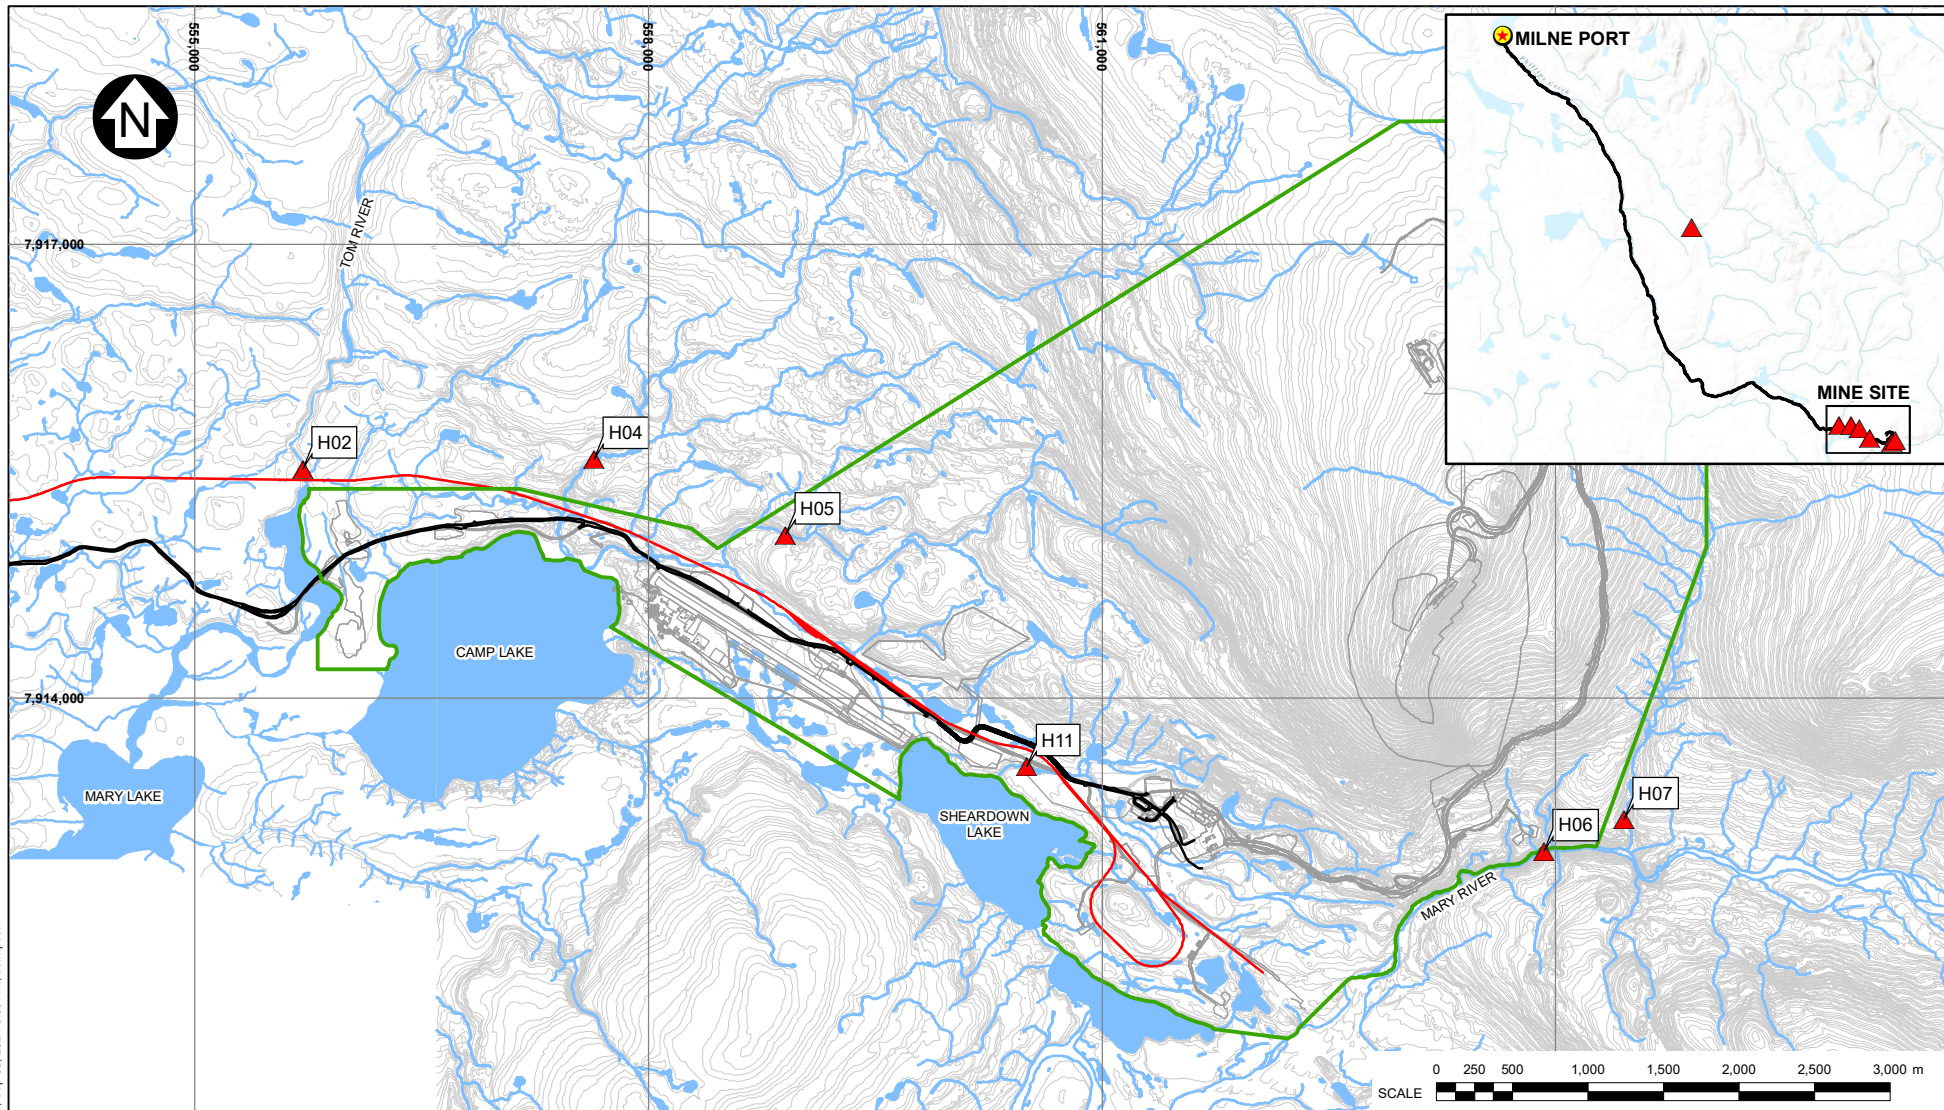 555,000
558,000
561,000
MILNE PORT
N
TOM RIVER
7,917,000
MINE SITE
H02
H04
H05
CAMP LAKE
7,914,000
H11
MARY LAKE
H07
SHEARDOWN
LAKE
H06
MARY RIVER
0 250 500 1,000 1,500 2,000 2,500 3,000 m
SCALE